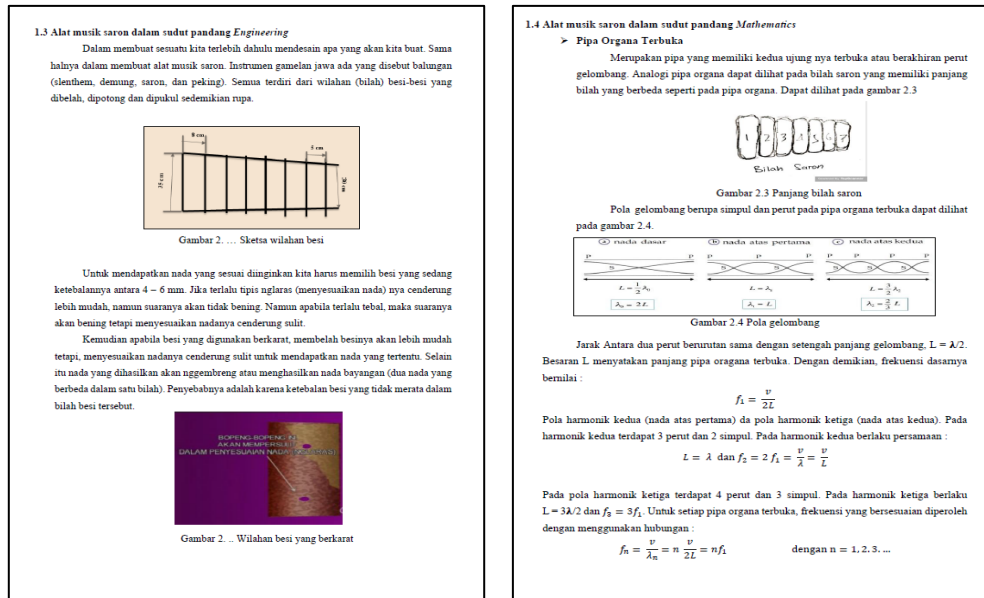 1.3 Alat musik saron dalam sudut pandang Engineering
Dalam membuat sesuatu kita terlebih dahulu mendesain apa yang akan kita buat. Sama
halnya dalam membuat alat musik saron. Instrumen gamelan jawa ada yang disebut balungan
(slenthem, demung, saron, dan peking). Semua terdiri dari wilahan (bilah) besi-besi yang
dibelah, dipotong dan dipukul sedemikian rupa.
8 cm
5 cm
35 cm
Gambar 2. … Sketsa wilahan besi
Untuk mendapatkan nada yang sesuai diinginkan kita harus memilih besi yang sedang
ketebalannya antara 4 – 6 mm. Jika terlalu tipis nglaras (menyesuaikan nada) nya cenderung
lebih mudah, namun suaranya akan tidak bening. Namun apabila terlalu tebal, maka suaranya
akan bening tetapi menyesuaikan nadanya cenderung sulit.
Kemudian apabila besi yang digunakan berkarat, membelah besinya akan lebih mudah
tetapi, menyesuaikan nadanya cenderung sulit untuk mendapatkan nada yang tertentu. Selain
itu nada yang dihasilkan akan nggembreng atau menghasilkan nada bayangan (dua nada yang
berbeda dalam satu bilah). Penyebabnya adalah karena ketebalan besi yang tidak merata dalam
bilah besi tersebut.
BOPENG-BOPENG INI
AKAN MEMPERSULIT
DALAM PENYESUAIAN NADA
Gambar 2. .. Wilahan besi yang berkarat
1.4 Alat musik saron dalam sudut pandang Mathematics
➢ Pipa Organa Terbuka
Merupakan pipa yang memiliki kedua ujung nya terbuka atau berakhiran perut
gelombang. Analogi pipa organa dapat dilihat pada bilah saron yang memiliki panjang
bilah yang berbeda seperti pada pipa organa. Dapat dilihat pada gambar 2.3
1 2 3 4 5 6 7
Bilah Saron
Gambar 2.3 Panjang bilah saron
Pola gelombang berupa simpul dan perut pada pipa organa terbuka dapat dilihat
pada gambar 2.4.
ⓐ nada dasar ⓑ nada atas pertama ⓒ nada atas kedua
P P P P P P P P P
S S S S S S
L = 1/2 λ₀ L = λ₁ L = 3/2 λ₂
λ₀ = 2L λ₁ = L λ₂ = 2/3 L
Gambar 2.4 Pola gelombang
Jarak Antara dua perut berurutan sama dengan setengah panjang gelombang, L = λ/2.
Besaran L menyatakan panjang pipa oragana terbuka. Dengan demikian, frekuensi dasarnya
bernilai :
f₁ = v/2L
Pola harmonik kedua (nada atas pertama) da pola harmonik ketiga (nada atas kedua). Pada
harmonik kedua terdapat 3 perut dan 2 simpul. Pada harmonik kedua berlaku persamaan :
L = λ dan f₂ = 2 f₁ = v/λ = v/L
Pada pola harmonik ketiga terdapat 4 perut dan 3 simpul. Pada harmonik ketiga berlaku
L = 3λ/2 dan f₃ = 3f₁. Untuk setiap pipa organa terbuka, frekuensi yang bersesuaian diperoleh
dengan menggunakan hubungan :
fₙ = v/λₙ = n v/2L = nf₁ dengan n = 1, 2. 3. …